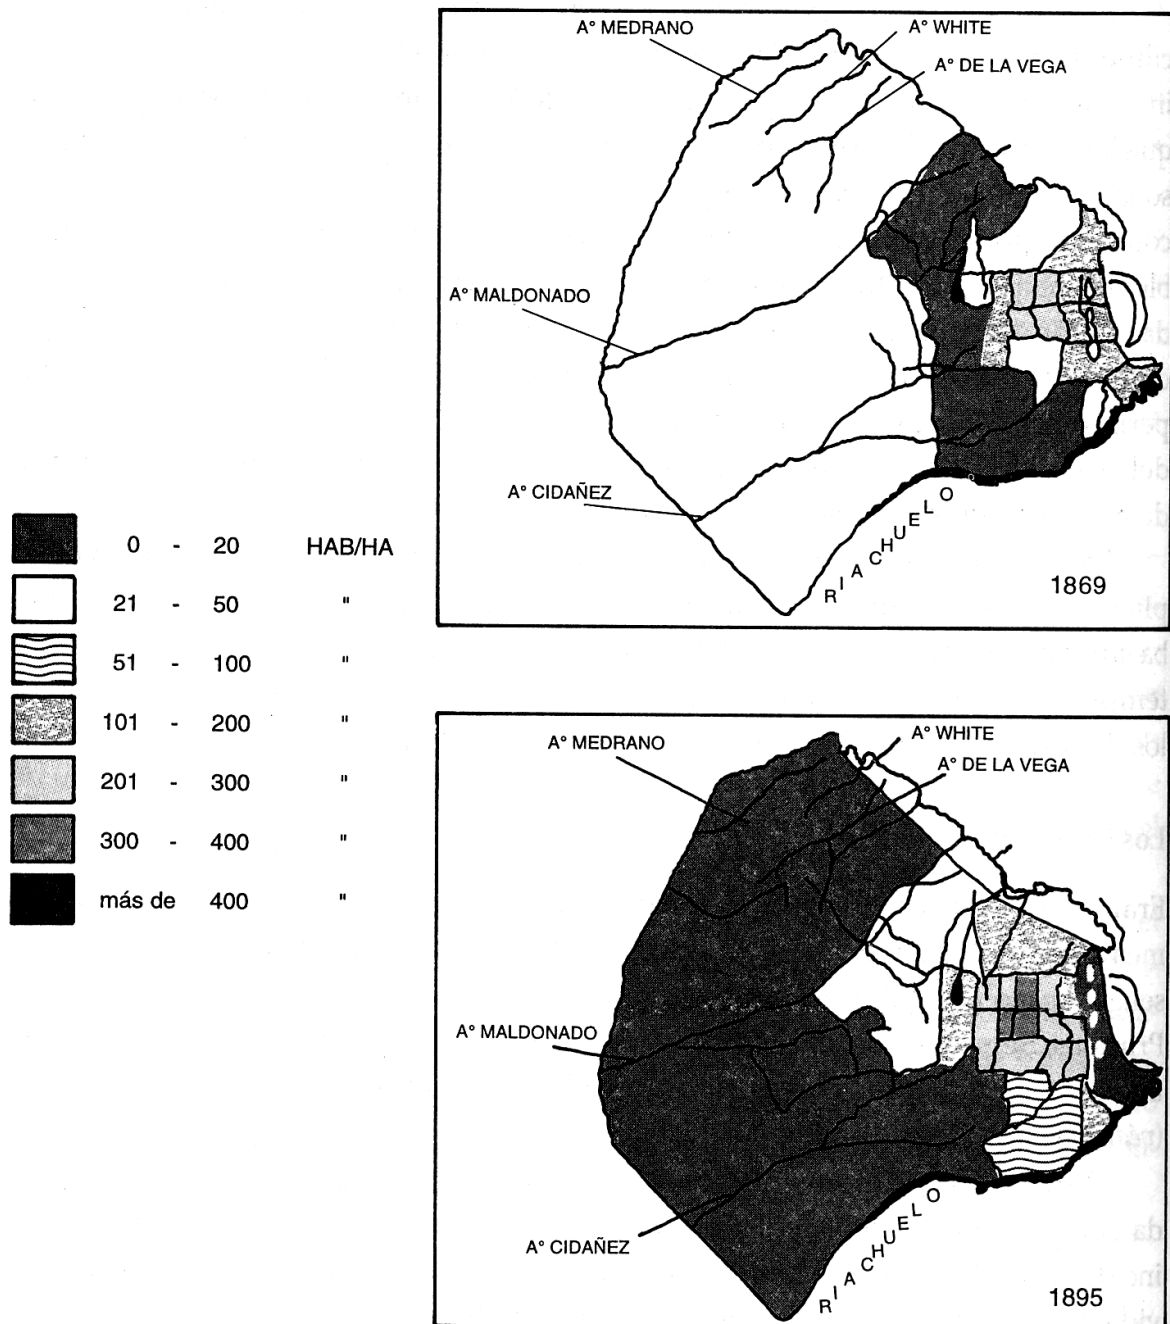 A° MEDRANO
A° WHITE
A° DE LA VEGA
A° MALDONADO
A° CIDAÑEZ
RIACHUELO
1869
0 - 20 HAB/HA
21 - 50 "
51 - 100 "
101 - 200 "
201 - 300 "
300 - 400 "
más de 400 "
A° MEDRANO
A° WHITE
A° DE LA VEGA
A° MALDONADO
A° CIDAÑEZ
RIACHUELO
1895